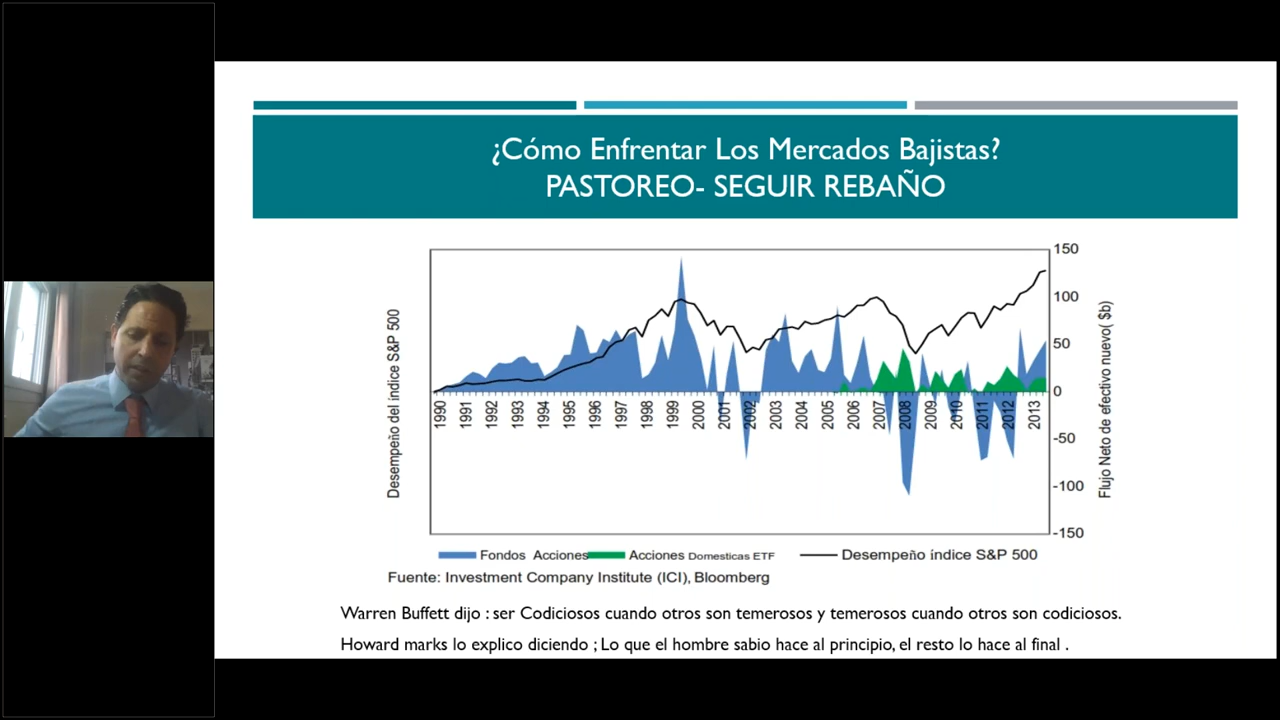 ¿Cómo Enfrentar Los Mercados Bajistas?
PASTOREO- SEGUIR REBAÑO
Desempeño del indice S&P 500
150
100
50
0
-50
-100
-150
Flujo Neto de efectivo nuevo( $b)
1990 1991 1992 1993 1994 1995 1996 1997 1998 1999 2000 2001 2002 2003 2004 2005 2006 2007 2008 2009 2010 2011 2012 2013
Fondos Acciones Acciones Domesticas ETF Desempeño índice S&P 500
Fuente: Investment Company Institute (ICI), Bloomberg
Warren Buffett dijo : ser Codiciosos cuando otros son temerosos y temerosos cuando otros son codiciosos.
Howard marks lo explico diciendo ; Lo que el hombre sabio hace al principio, el resto lo hace al final .